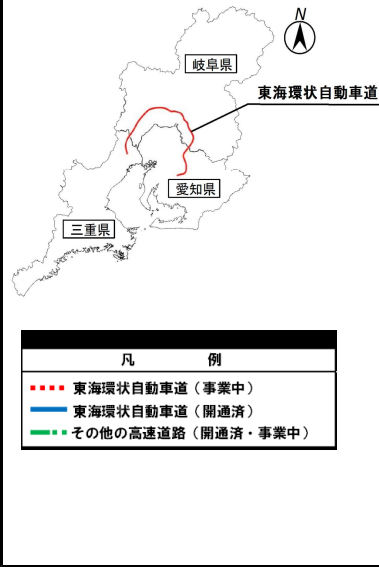 N
岐阜県
東海環状自動車道
愛知県
三重県
凡 例
東海環状自動車道（事業中）
東海環状自動車道（開通済）
その他の高速道路（開通済・事業中）